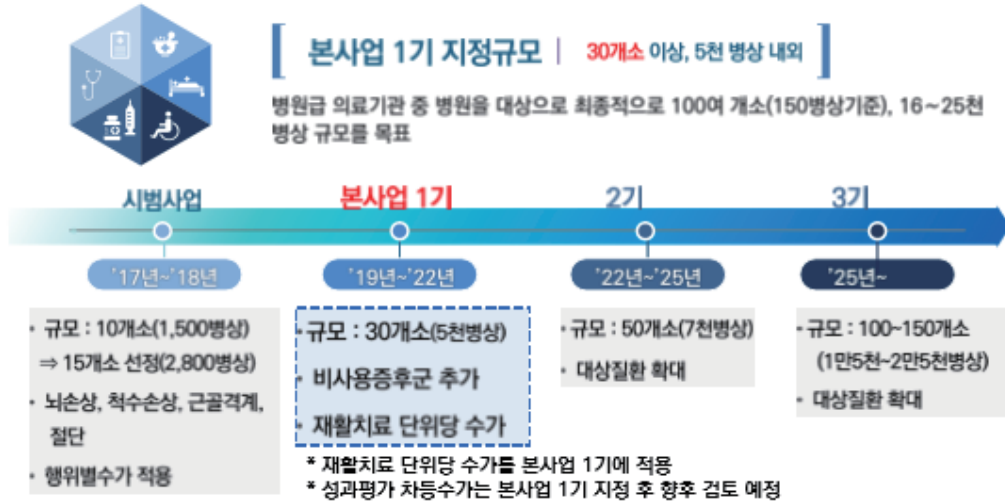 본사업 1기 지정규모 | 30개소 이상, 5천 병상 내외
병원급 의료기관 중 병원을 대상으로 최종적으로 100여 개소(150병상기준), 16~25천
병상 규모를 목표
시범사업
본사업 1기
2기
3기
'17년~'18년
'19년~'22년
'22년~'25년
'25년~
· 규모 : 10개소(1,500병상)
⇒ 15개소 선정(2,800병상)
· 뇌손상, 척수손상, 근골격계,
절단
· 행위별수가 적용
· 규모 : 30개소(5천병상)
· 비사용증후군 추가
· 재활치료 단위당 수가
· 규모 : 50개소(7천병상)
· 대상질환 확대
· 규모 : 100~150개소
(1만5천~2만5천병상)
· 대상질환 확대
* 재활치료 단위당 수가를 본사업 1기에 적용
* 성과평가 차등수가는 본사업 1기 지정 후 향후 검토 예정